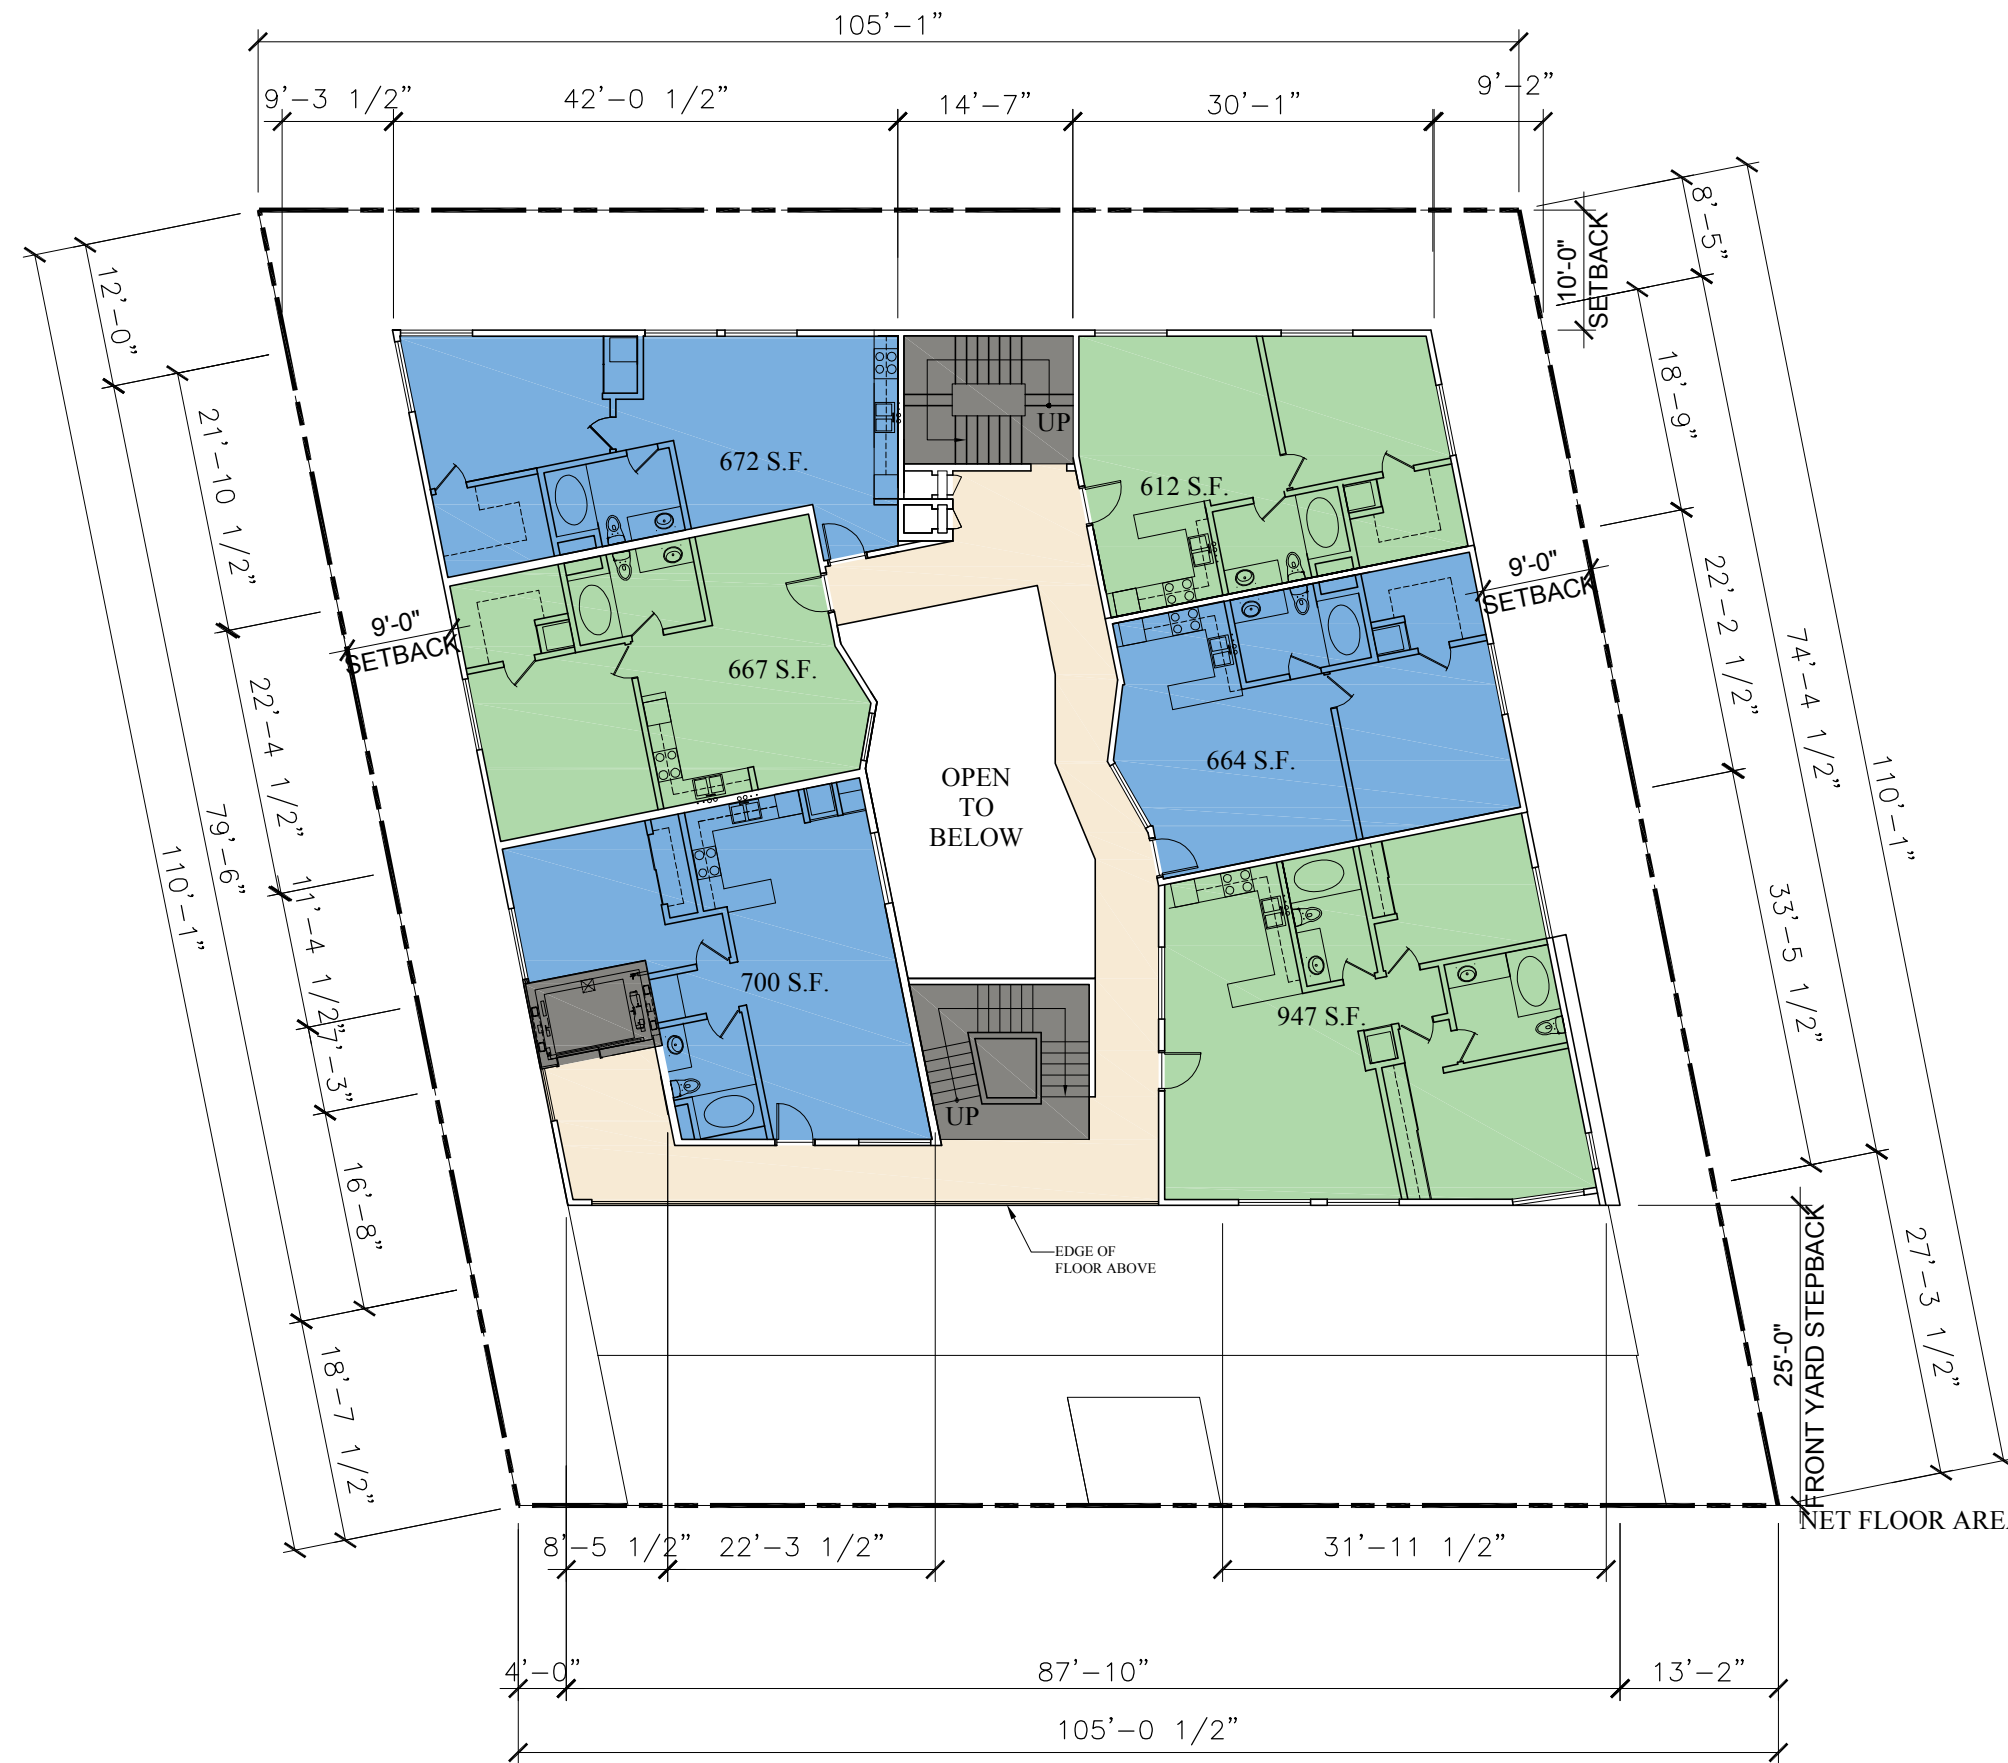 105'-1"
9'-3 1/2"
42'-0 1/2"
14'-7"
30'-1"
9'-2"
8'-5"
10'-0"
SETBACK
12'-0"
18'-9"
21'-10 1/2"
672 S.F.
UP
612 S.F.
22'-2 1/2"
9'-0"
SETBACK
9'-0"
SETBACK
74'-4 1/2"
110'-1"
667 S.F.
22'-4 1/2"
664 S.F.
OPEN
TO
BELOW
79'-6"
110'-1"
11'-4 1/2"
33'-5 1/2"
700 S.F.
947 S.F.
7'-3"
UP
16'-8"
EDGE OF
FLOOR ABOVE
27'-3 1/2"
25'-0"
FRONT YARD STEPBACK
18'-7 1/2"
NET FLOOR AREA
8'-5 1/2"
22'-3 1/2"
31'-11 1/2"
4'-0"
87'-10"
13'-2"
105'-0 1/2"